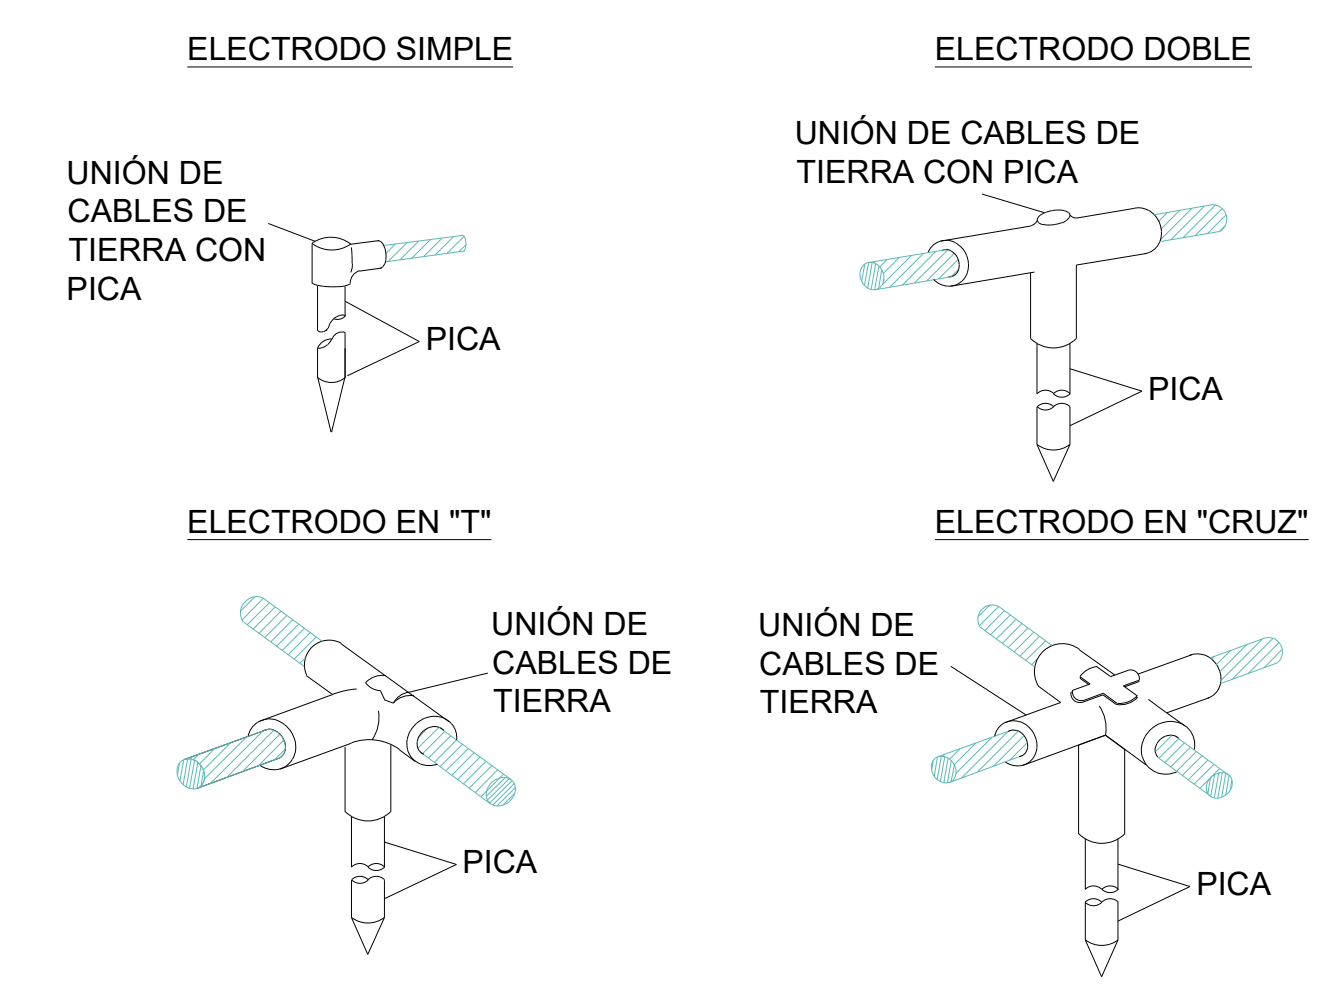 ELECTRODO SIMPLE
UNIÓN DE
CABLES DE
TIERRA CON
PICA
PICA
ELECTRODO DOBLE
UNIÓN DE CABLES DE
TIERRA CON PICA
PICA
ELECTRODO EN "T"
UNIÓN DE
CABLES DE
TIERRA
PICA
ELECTRODO EN "CRUZ"
UNIÓN DE
CABLES DE
TIERRA
PICA